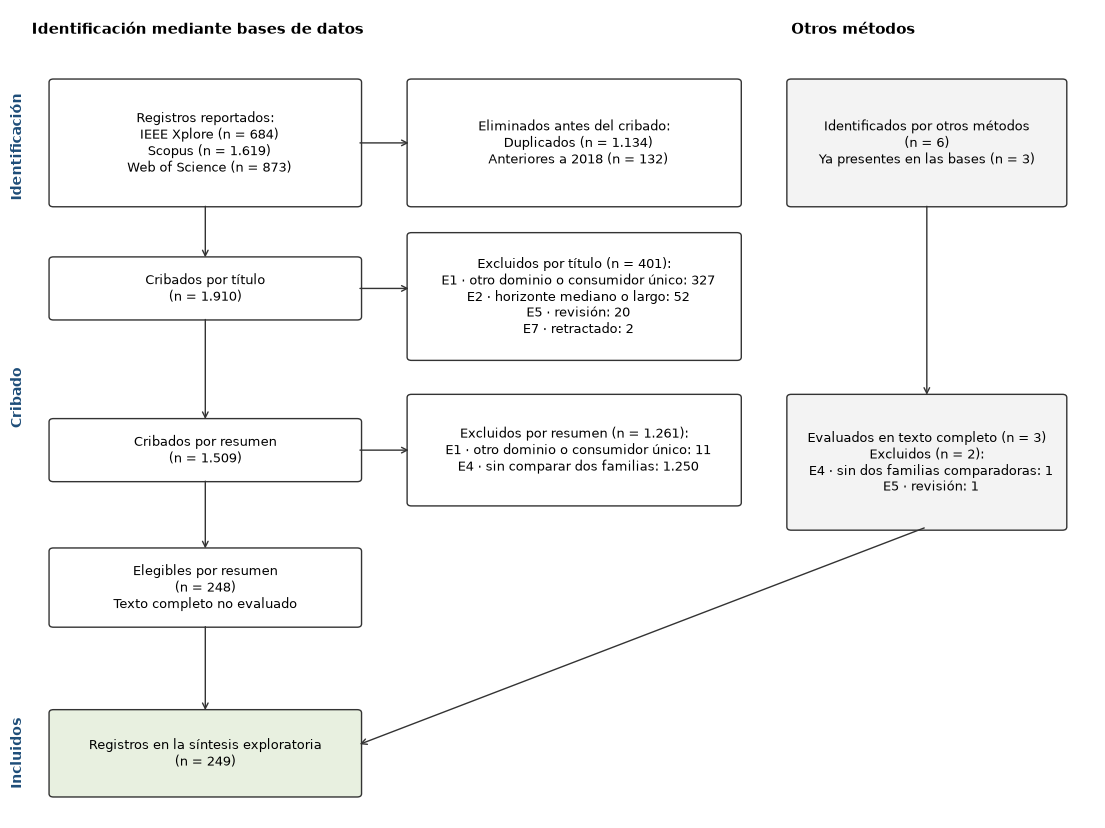 Identificación mediante bases de datos
Otros métodos
Identificación
Registros reportados:
IEEE Xplore (n = 684)
Scopus (n = 1.619)
Web of Science (n = 873)
Eliminados antes del cribado:
Duplicados (n = 1.134)
Anteriores a 2018 (n = 132)
Identificados por otros métodos
(n = 6)
Ya presentes en las bases (n = 3)
Cribado
Cribados por título
(n = 1.910)
Excluidos por título (n = 401):
E1 · otro dominio o consumidor único: 327
E2 · horizonte mediano o largo: 52
E5 · revisión: 20
E7 · retractado: 2
Cribados por resumen
(n = 1.509)
Excluidos por resumen (n = 1.261):
E1 · otro dominio o consumidor único: 11
E4 · sin comparar dos familias: 1.250
Evaluados en texto completo (n = 3)
Excluidos (n = 2):
E4 · sin dos familias comparadoras: 1
E5 · revisión: 1
Elegibles por resumen
(n = 248)
Texto completo no evaluado
Incluidos
Registros en la síntesis exploratoria
(n = 249)